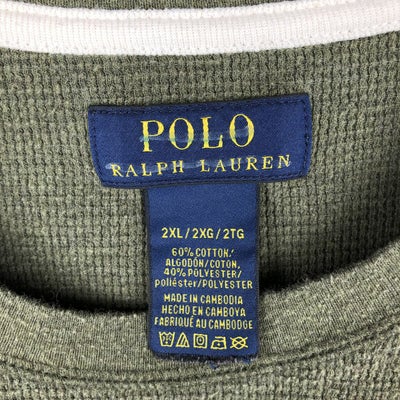 POLO
RALPH LAUREN
2XL / 2XG / 2TG
60% COTTON/
ALGODÓN/COTON,
40% POLYESTER/
poliéster/POLYESTER
MADE IN CAMBODIA
HECHO EN CAMBOYA
FABRIQUÉ AU CAMBODGE